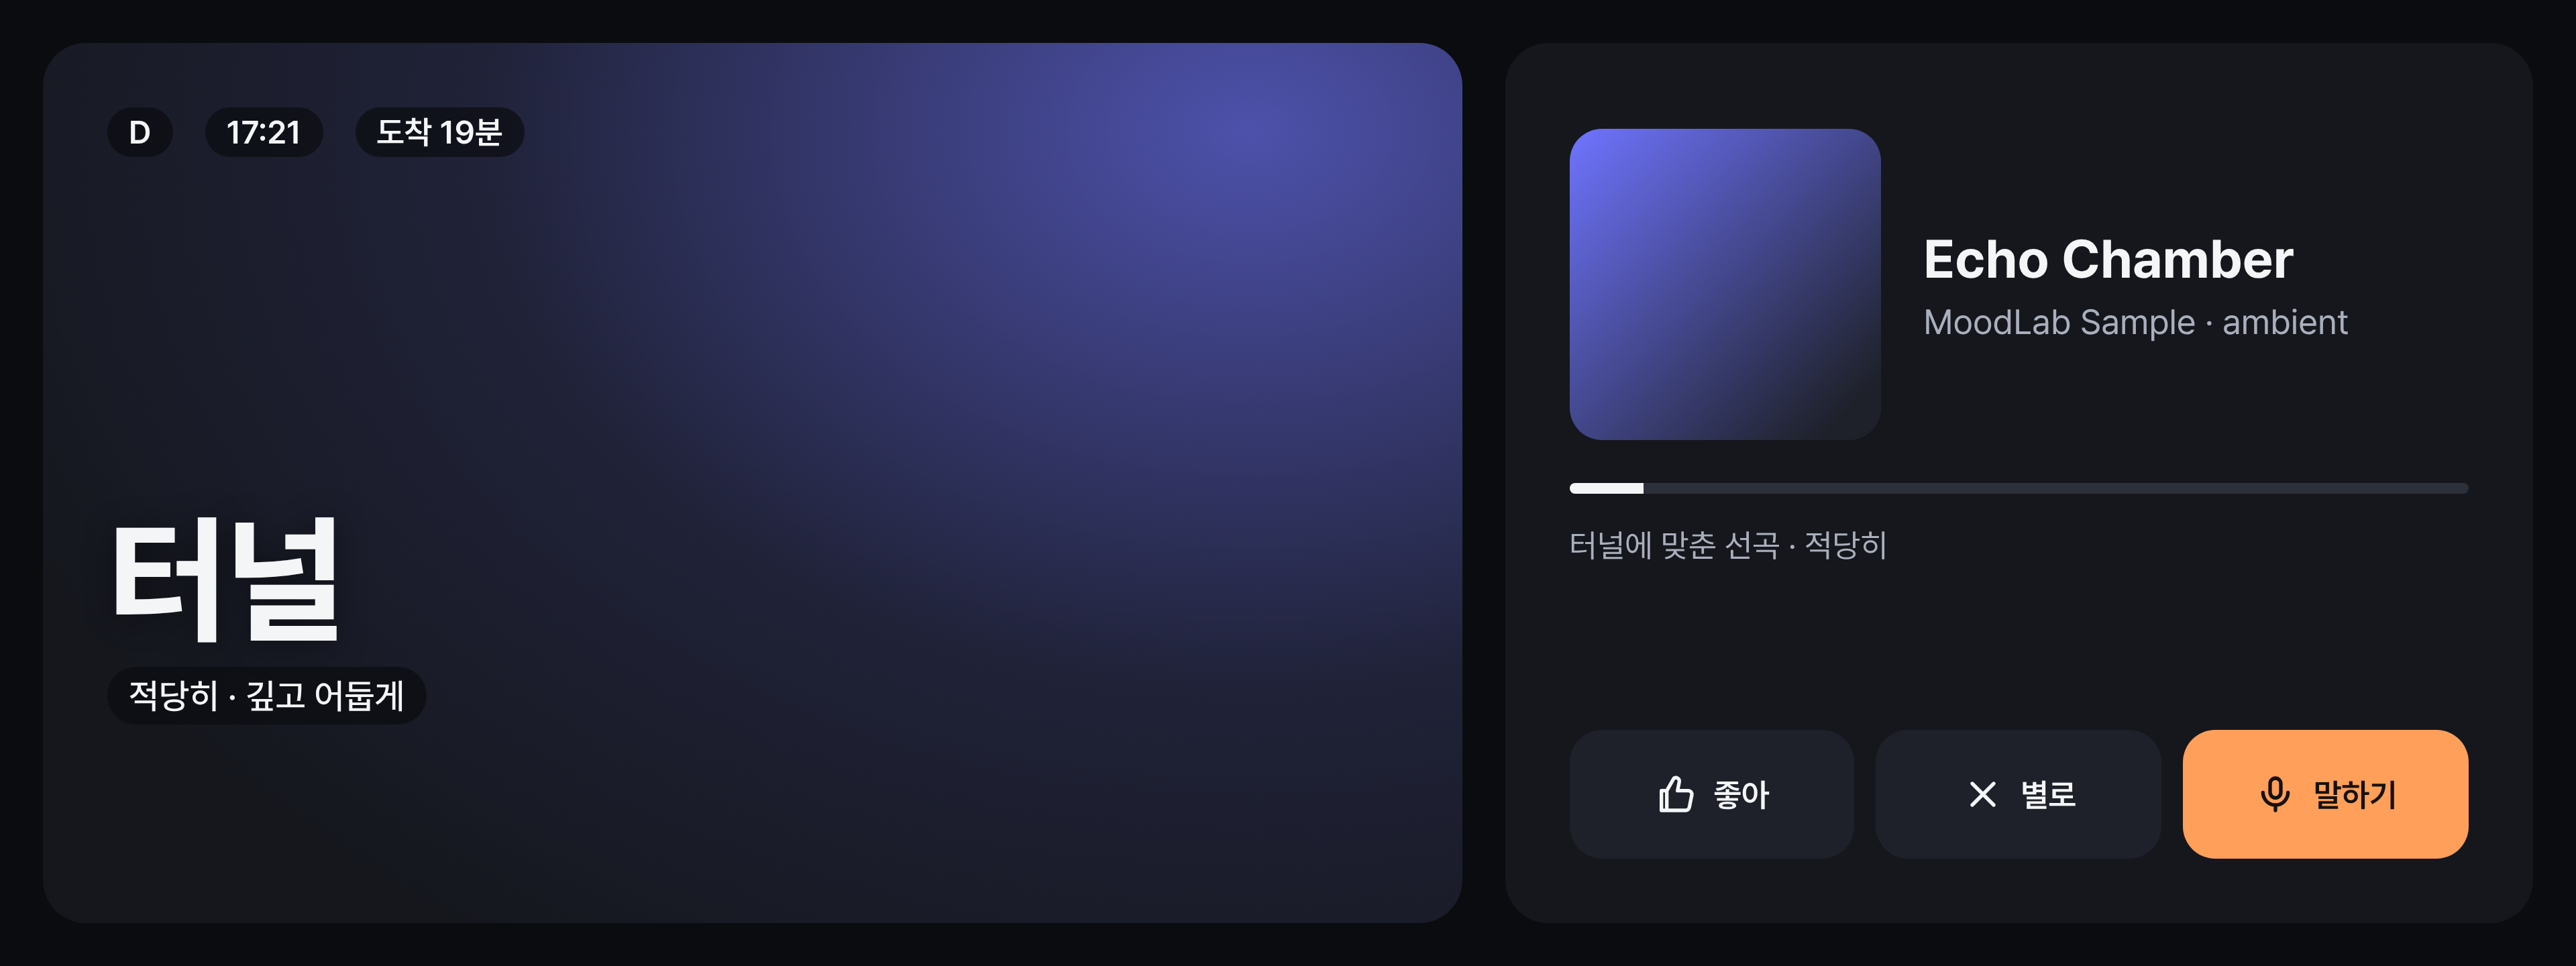 D 17:21 도착 19분
터널
적당히 · 깊고 어둡게
Echo Chamber
MoodLab Sample · ambient
터널에 맞춘 선곡 · 적당히
좋아 별로 말하기